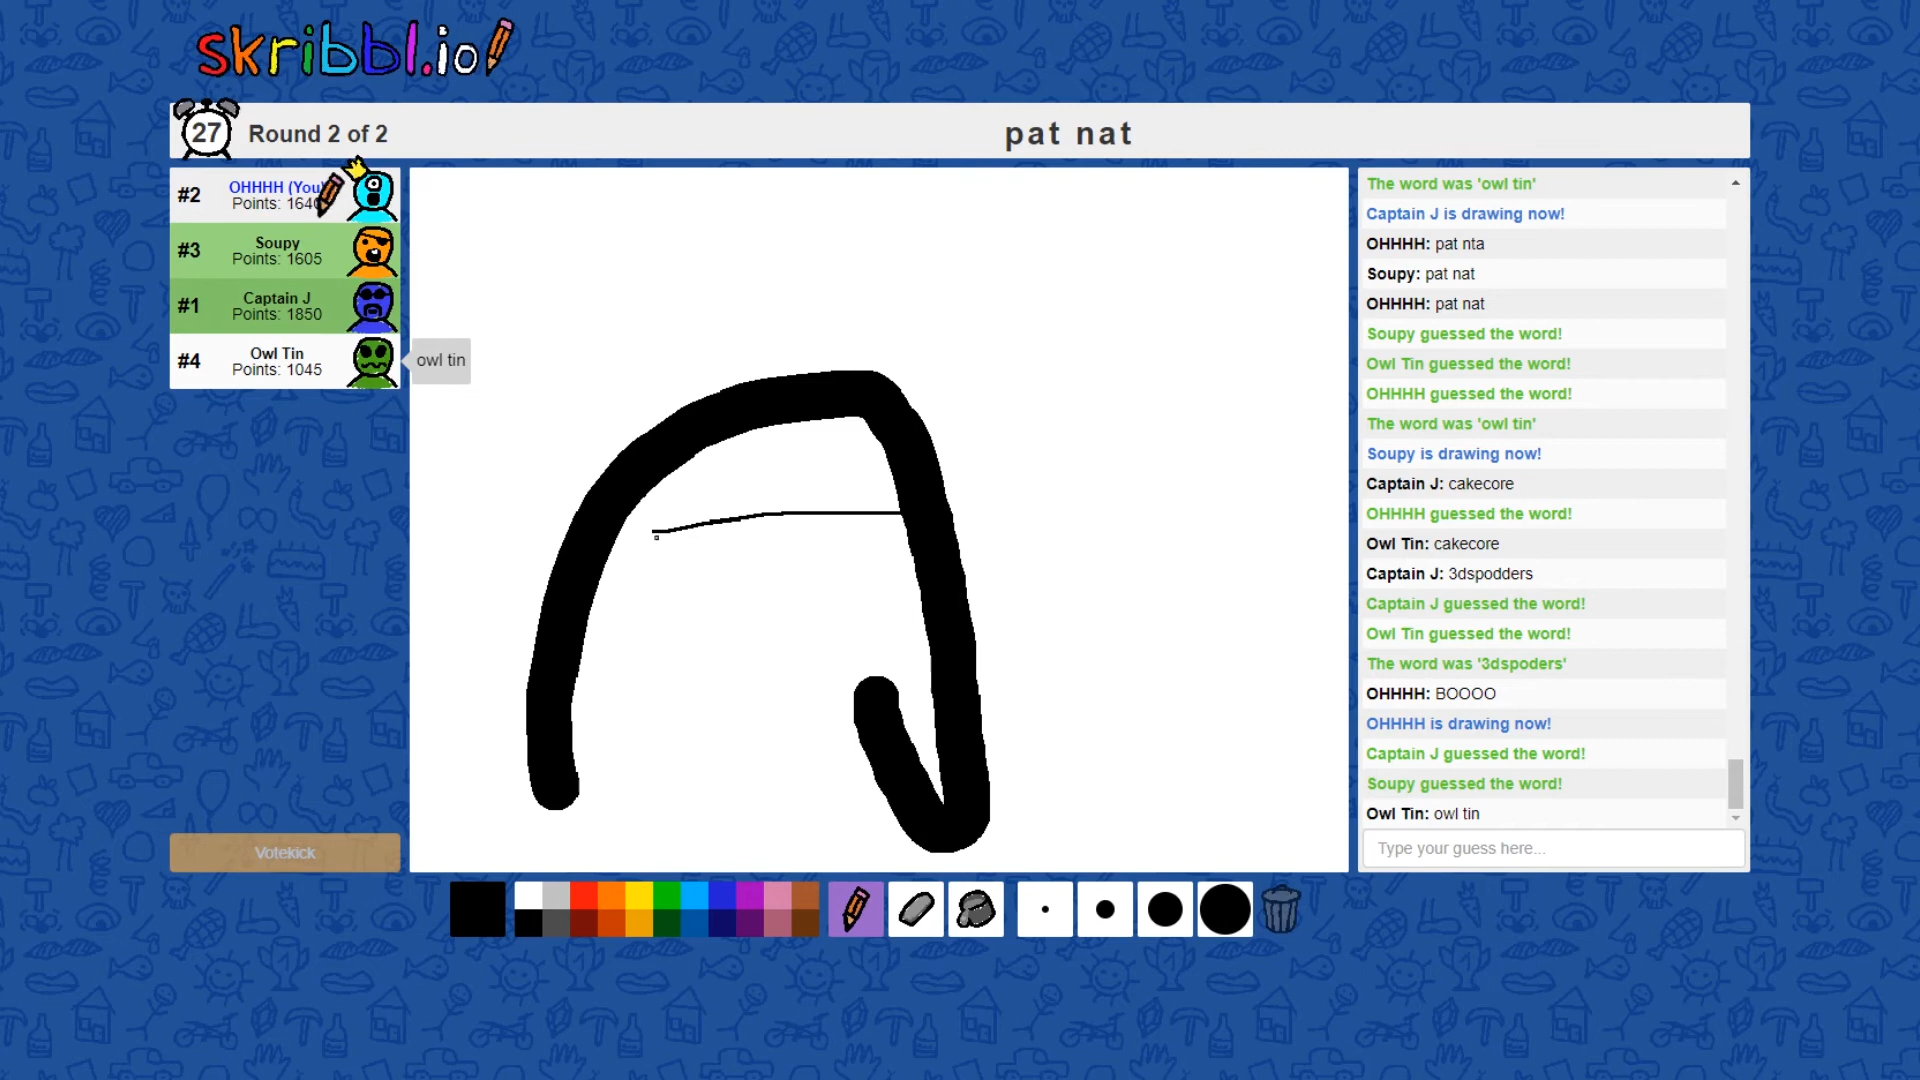 skribbl.io
27 Round 2 of 2 pat nat
#2 OHHHH (You)
Points: 1640
#3 Soupy
Points: 1605
#1 Captain J
Points: 1850
#4 Owl Tin
Points: 1045
owl tin
Votekick
The word was 'owl tin'
Captain J is drawing now!
OHHHH: pat nta
Soupy: pat nat
OHHHH: pat nat
Soupy guessed the word!
Owl Tin guessed the word!
OHHHH guessed the word!
The word was 'owl tin'
Soupy is drawing now!
Captain J: cakecore
OHHHH guessed the word!
Owl Tin: cakecore
Captain J: 3dspodders
Captain J guessed the word!
Owl Tin guessed the word!
The word was '3dspoders'
OHHHH: BOOOO
OHHHH is drawing now!
Captain J guessed the word!
Soupy guessed the word!
Owl Tin: owl tin
Type your guess here...